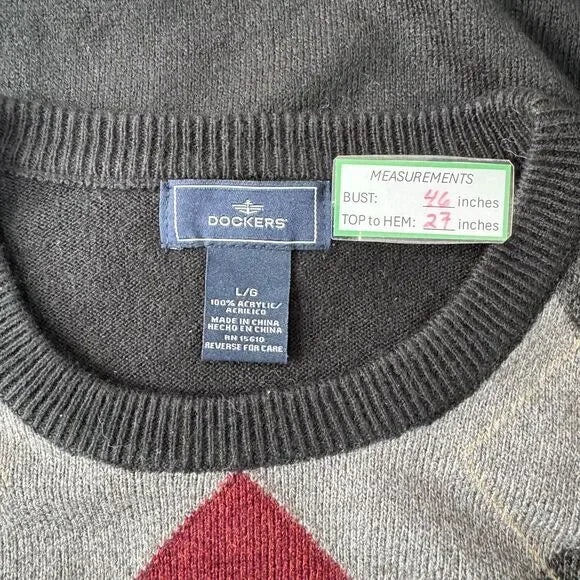 DOCKERS
L/G
100% ACRYLIC/
ACRILICO
MADE IN CHINA
HECHO EN CHINA
RN 15610
REVERSE FOR CARE
MEASUREMENTS
BUST: 46 inches
TOP to HEM: 27 inches